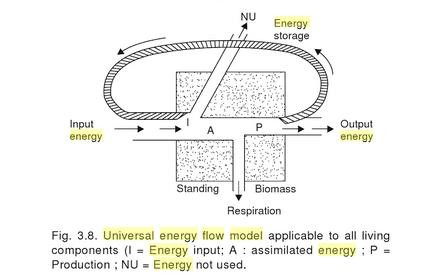 NU
Energy
storage
Input
energy
I
A
P
Output
energy
Standing
Biomass
Respiration
Fig. 3.8. Universal energy flow model applicable to all living
components (I = Energy input; A : assimilated energy ; P =
Production ; NU = Energy not used.